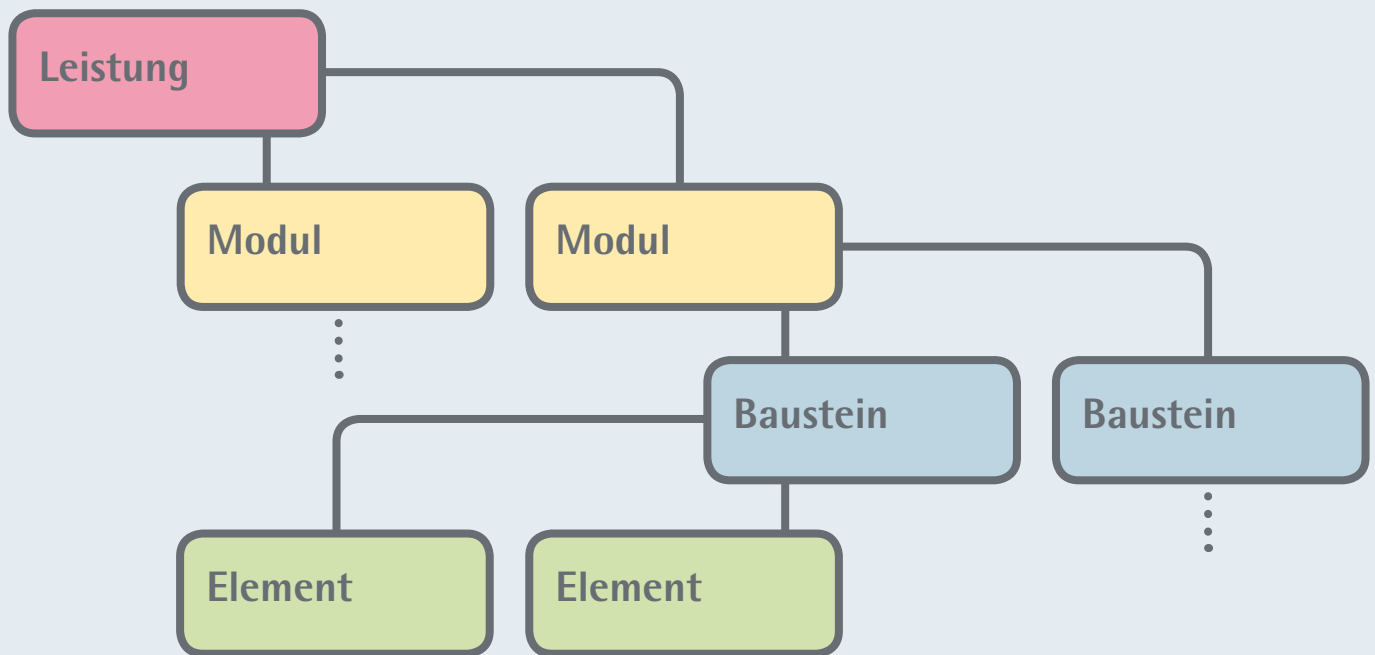 Leistung
Modul
Modul
Baustein
Baustein
Element
Element